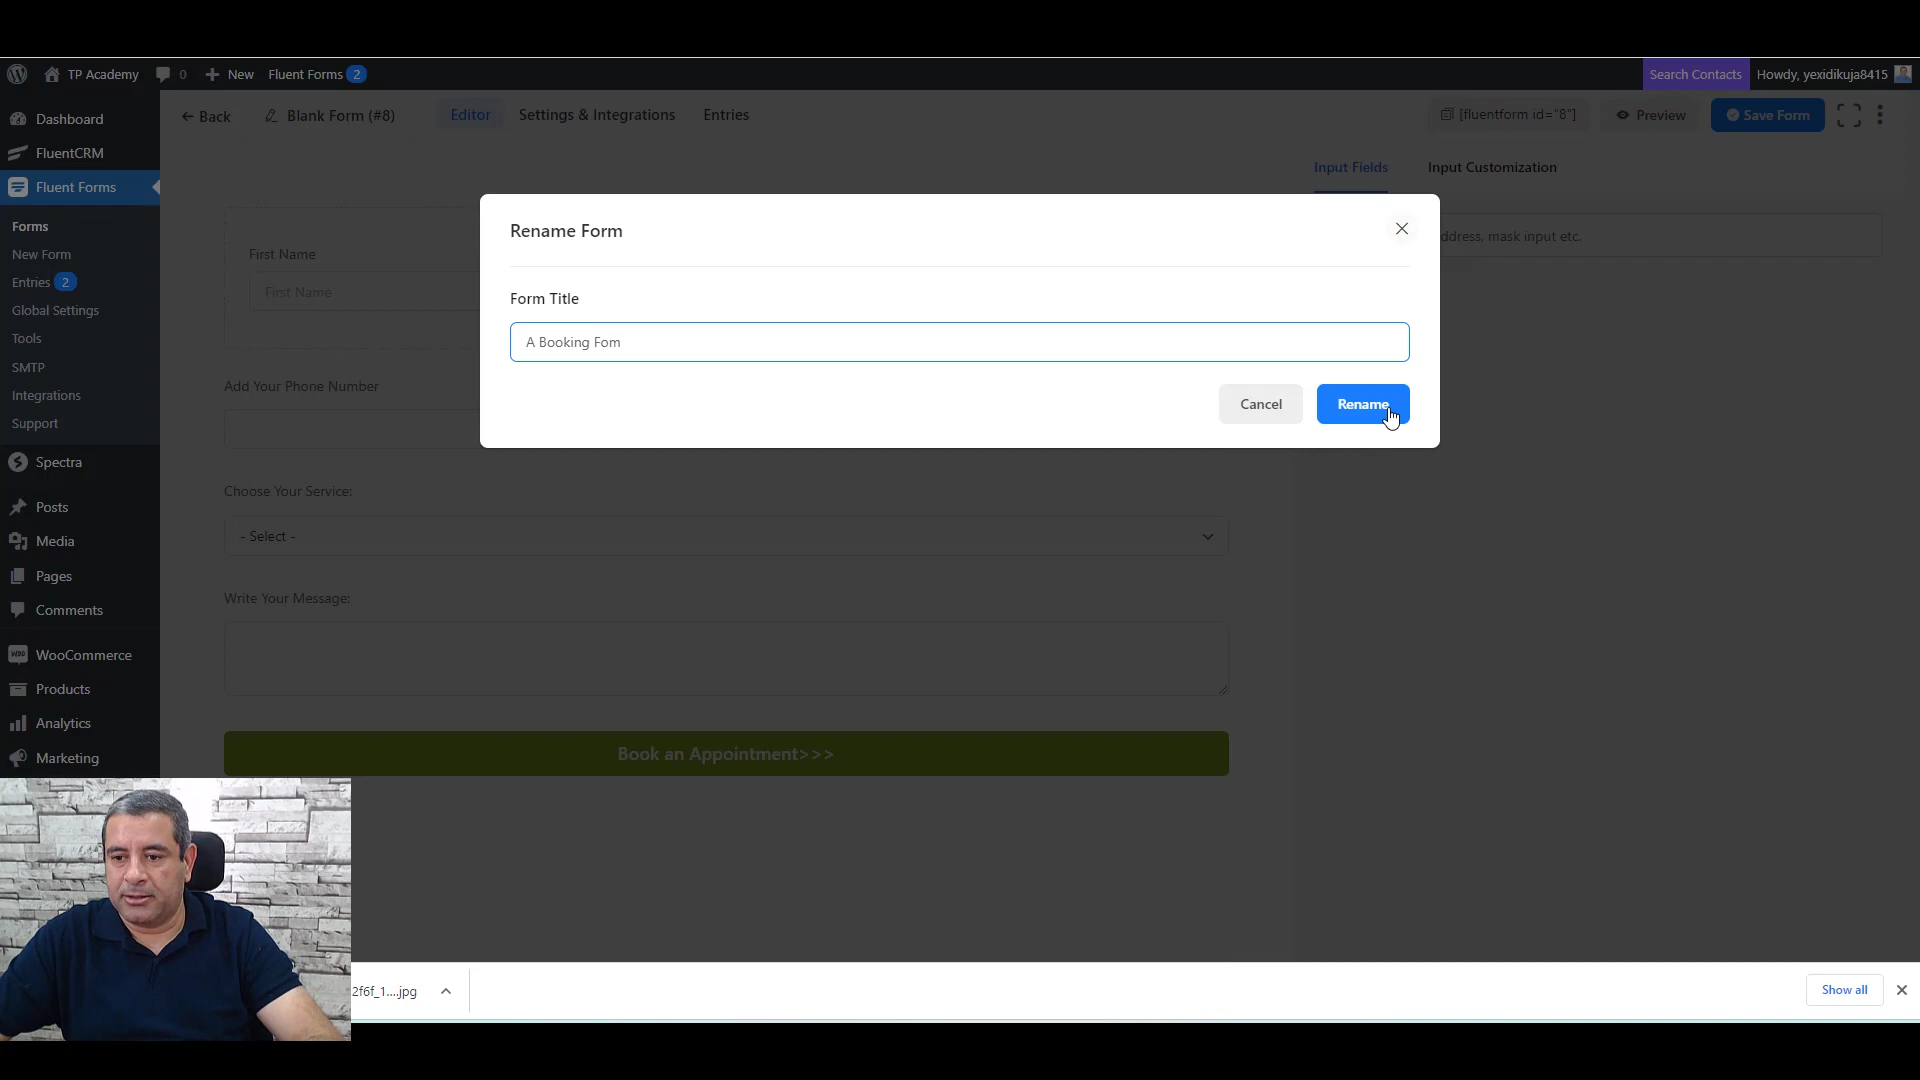 TP Academy
0
New
Fluent Forms 2
Search Contacts
Howdy, yexidikuja8415
Dashboard
FluentCRM
Fluent Forms
Forms
New Form
Entries 2
Global Settings
Tools
SMTP
Integrations
Support
Spectra
Posts
Media
Pages
Comments
WooCommerce
Products
Analytics
Marketing
Back
Blank Form (#8)
Editor
Settings & Integrations
Entries
[fluentform id="8"]
Preview
Save Form
Input Fields
Input Customization
ddress, mask input etc.
Rename Form
Form Title
A Booking Fom
Cancel
Rename
First Name
First Name
Add Your Phone Number
Choose Your Service:
- Select -
Write Your Message:
Book an Appointment>>>
2f6f_1....jpg
Show all